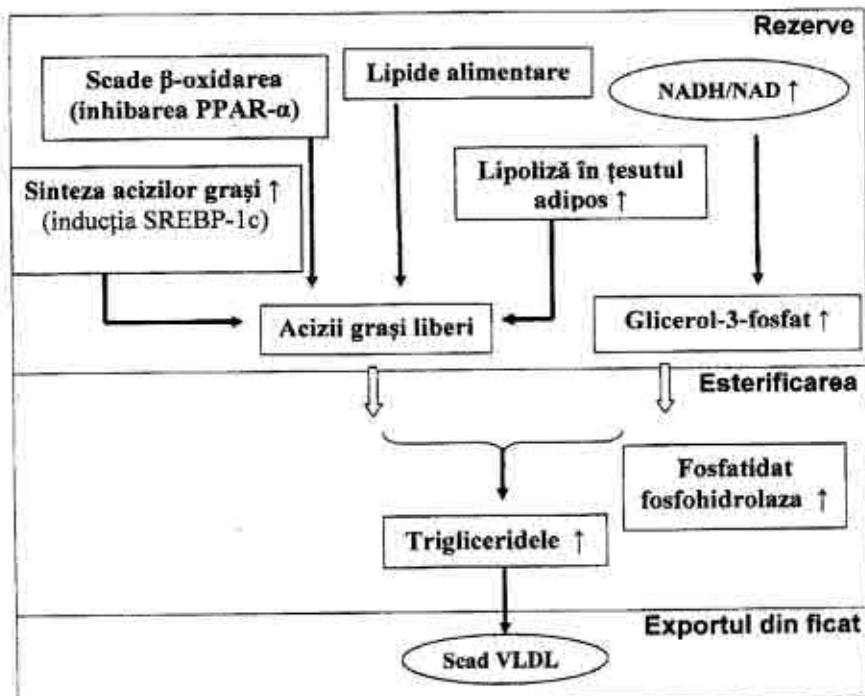 Rezerve
Scade β-oxidarea
(inhibarea PPAR-α)
Lipide alimentare
NADH/NAD ↑
Sinteza acizilor grași ↑
(inducția SREBP-1c)
Lipoliză în țesutul
adipos ↑
Acizii grași liberi
Glicerol-3-fosfat ↑
Esterificarea
Fosfatidat
fosfohidrolaza ↑
Trigliceridele ↑
Exportul din ficat
Scad VLDL